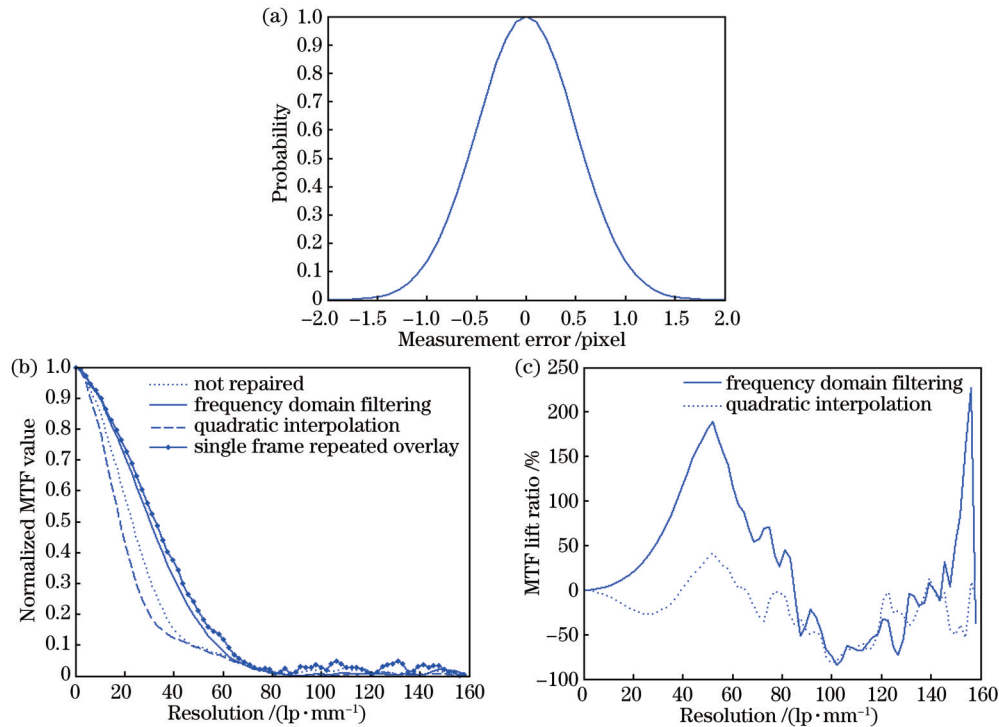 (a)
Probability
1.0
0.9
0.8
0.7
0.6
0.5
0.4
0.3
0.2
0.1
0
−2.0 −1.5 −1.0 −0.5 0 0.5 1.0 1.5 2.0
Measurement error /pixel
(b)
Normalized MTF value
1.0
0.9
0.8
0.7
0.6
0.5
0.4
0.3
0.2
0.1
0
not repaired
frequency domain filtering
quadratic interpolation
single frame repeated overlay
0 20 40 60 80 100 120 140 160
Resolution /(lp·mm⁻¹)
(c)
MTF lift ratio /%
250
200
150
100
50
0
−50
−100
frequency domain filtering
quadratic interpolation
0 20 40 60 80 100 120 140 160
Resolution /(lp·mm⁻¹)